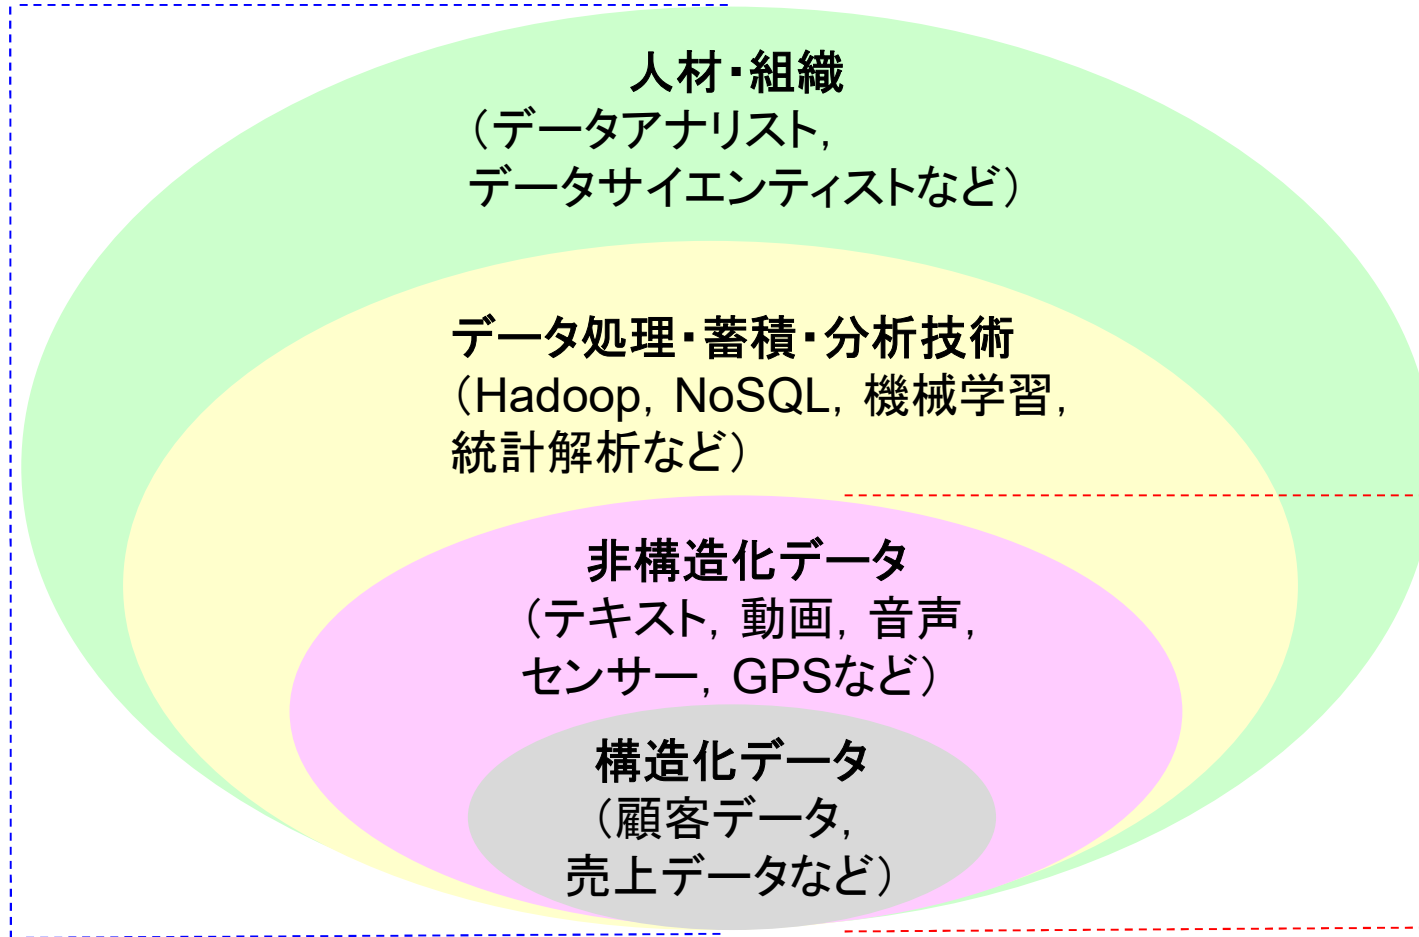 人材・組織
（データアナリスト，
データサイエンティストなど）
データ処理・蓄積・分析技術
（Hadoop，NoSQL，機械学習，
統計解析など）
非構造化データ
（テキスト，動画，音声，
センサー，GPSなど）
構造化データ
（顧客データ，
売上データなど）